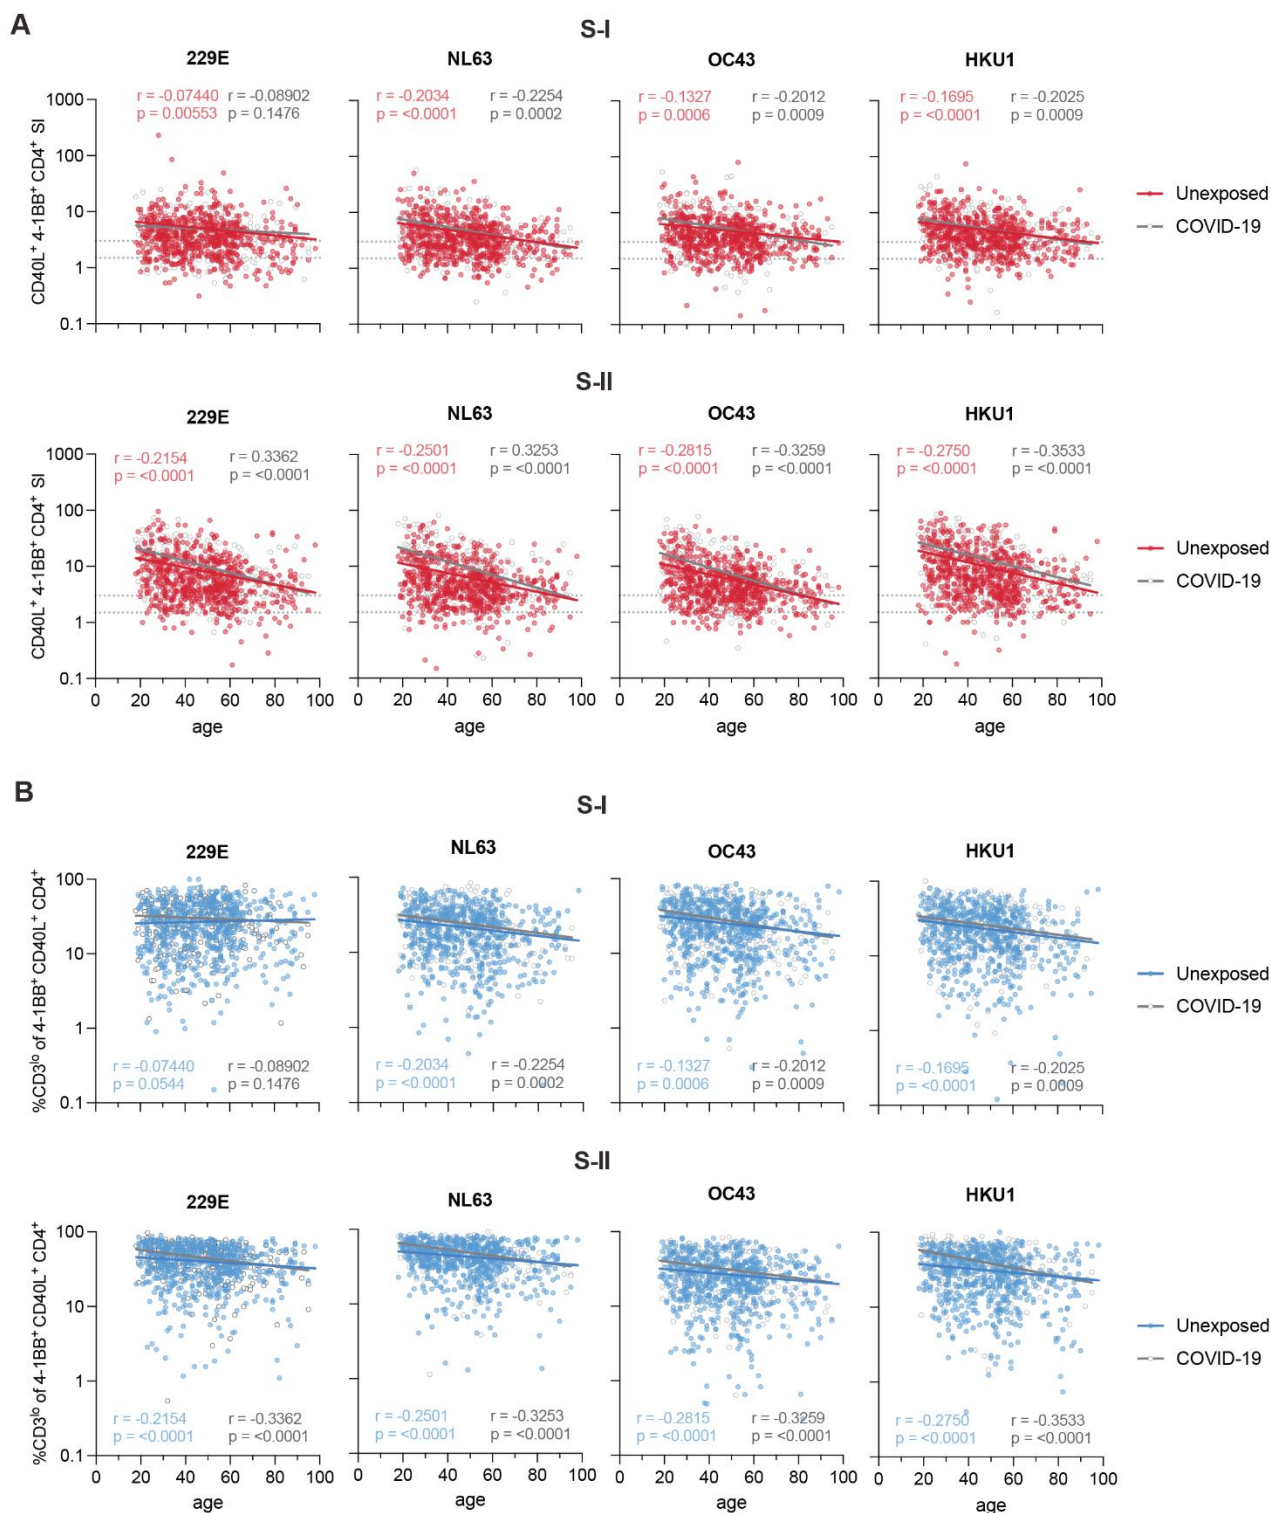 A
S-I
229E
NL63
OC43
HKU1
r = -0.07440 r = -0.08902
p = 0.00553 p = 0.1476
r = -0.2034 r = -0.2254
p = <0.0001 p = 0.0002
r = -0.1327 r = -0.2012
p = 0.0006 p = 0.0009
r = -0.1695 r = -0.2025
p = <0.0001 p = 0.0009
CD40L⁺ 4-1BB⁺ CD4⁺ SI
1000
100
10
1
0.1
Unexposed
COVID-19
S-II
229E
NL63
OC43
HKU1
r = -0.2154 r = 0.3362
p = <0.0001 p = <0.0001
r = -0.2501 r = 0.3253
p = <0.0001 p = <0.0001
r = -0.2815 r = -0.3259
p = <0.0001 p = <0.0001
r = -0.2750 r = -0.3533
p = <0.0001 p = <0.0001
CD40L⁺ 4-1BB⁺ CD4⁺ SI
1000
100
10
1
0.1
0 20 40 60 80 100
0 20 40 60 80 100
0 20 40 60 80 100
0 20 40 60 80 100
age
age
age
age
Unexposed
COVID-19
B
S-I
229E
NL63
OC43
HKU1
%CD3ˡᵒ of 4-1BB⁺ CD40L⁺ CD4⁺
100
10
1
0.1
r = -0.07440 r = -0.08902
p = 0.0544 p = 0.1476
r = -0.2034 r = -0.2254
p = <0.0001 p = 0.0002
r = -0.1327 r = -0.2012
p = 0.0006 p = 0.0009
r = -0.1695 r = -0.2025
p = <0.0001 p = 0.0009
Unexposed
COVID-19
S-II
229E
NL63
OC43
HKU1
%CD3ˡᵒ of 4-1BB⁺ CD40L⁺ CD4⁺
100
10
1
0.1
r = -0.2154 r = -0.3362
p = <0.0001 p = <0.0001
r = -0.2501 r = -0.3253
p = <0.0001 p = <0.0001
r = -0.2815 r = -0.3259
p = <0.0001 p = <0.0001
r = -0.2750 r = -0.3533
p = <0.0001 p = <0.0001
0 20 40 60 80 100
0 20 40 60 80 100
0 20 40 60 80 100
0 20 40 60 80 100
age
age
age
age
Unexposed
COVID-19